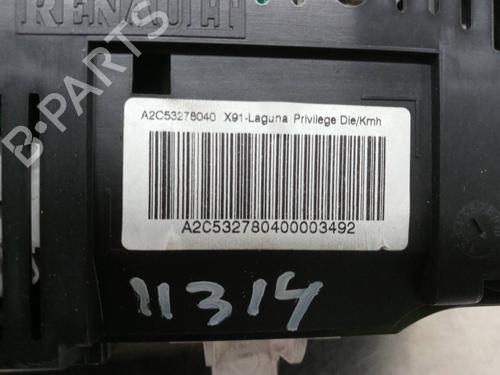 RENAULT
A2C53278040 X91-Laguna Privilege Die/Kmh
A2C532780400003492
11314
B-PARTS